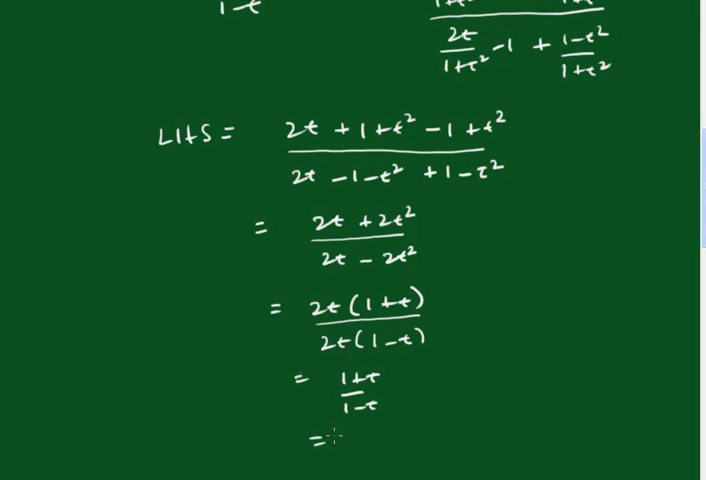 1-t
2t/1+t² -1 + 1-t²/1+t²
LHS = 2t + 1 + t² - 1 + t²
2t - 1 - t² + 1 - t²
= 2t + 2t²
2t - 2t²
= 2t(1+t)
2t(1-t)
= 1+t
1-t
=